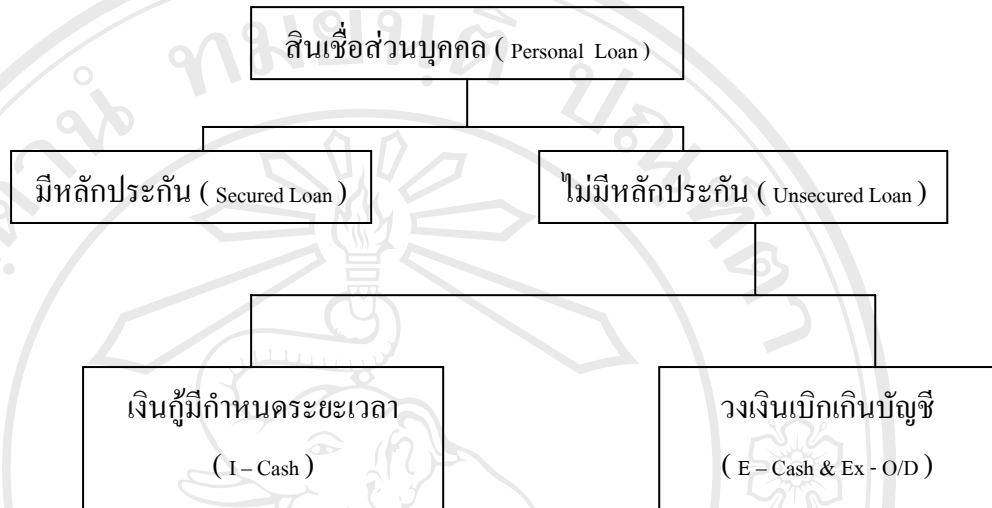 สินเชื่อส่วนบุคคล ( Personal Loan )
มีหลักประกัน ( Secured Loan )
ไม่มีหลักประกัน ( Unsecured Loan )
เงินกู้มีกำหนดระยะเวลา
( I – Cash )
วงเงินเบิกเกินบัญชี
( E – Cash & Ex - O/D )